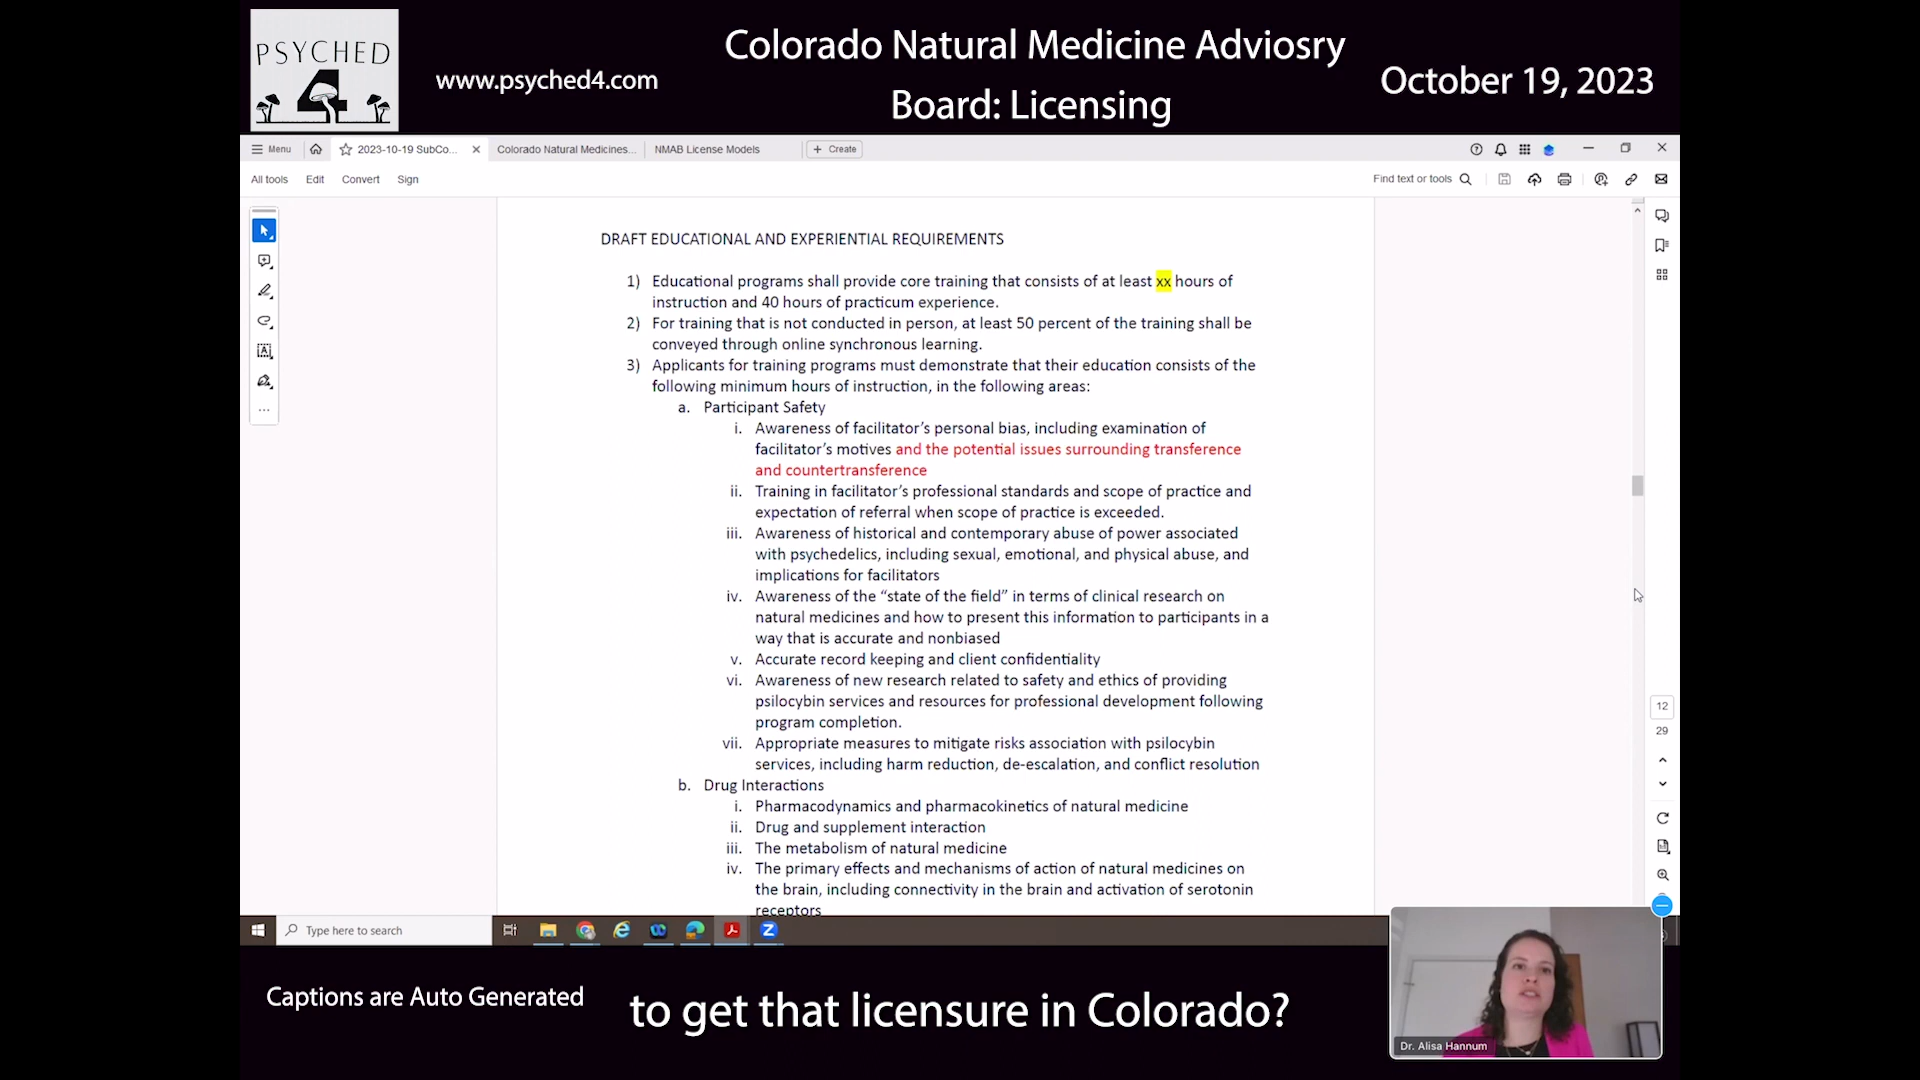 PSYCHED
4
www.psyched4.com
Colorado Natural Medicine Adviosry
Board: Licensing
October 19, 2023
Menu
2023-10-19 SubCo...
Colorado Natural Medicines...
NMAB License Models
+ Create
All tools
Edit
Convert
Sign
Find text or tools
DRAFT EDUCATIONAL AND EXPERIENTIAL REQUIREMENTS
1) Educational programs shall provide core training that consists of at least xx hours of
instruction and 40 hours of practicum experience.
2) For training that is not conducted in person, at least 50 percent of the training shall be
conveyed through online synchronous learning.
3) Applicants for training programs must demonstrate that their education consists of the
following minimum hours of instruction, in the following areas:
a. Participant Safety
i. Awareness of facilitator's personal bias, including examination of
facilitator's motives and the potential issues surrounding transference
and countertransference
ii. Training in facilitator's professional standards and scope of practice and
expectation of referral when scope of practice is exceeded.
iii. Awareness of historical and contemporary abuse of power associated
with psychedelics, including sexual, emotional, and physical abuse, and
implications for facilitators
iv. Awareness of the “state of the field” in terms of clinical research on
natural medicines and how to present this information to participants in a
way that is accurate and nonbiased
v. Accurate record keeping and client confidentiality
vi. Awareness of new research related to safety and ethics of providing
psilocybin services and resources for professional development following
program completion.
vii. Appropriate measures to mitigate risks association with psilocybin
services, including harm reduction, de-escalation, and conflict resolution
b. Drug Interactions
i. Pharmacodynamics and pharmacokinetics of natural medicine
ii. Drug and supplement interaction
iii. The metabolism of natural medicine
iv. The primary effects and mechanisms of action of natural medicines on
the brain, including connectivity in the brain and activation of serotonin
receptors
12
29
Type here to search
Captions are Auto Generated
to get that licensure in Colorado?
Dr. Alisa Hannum